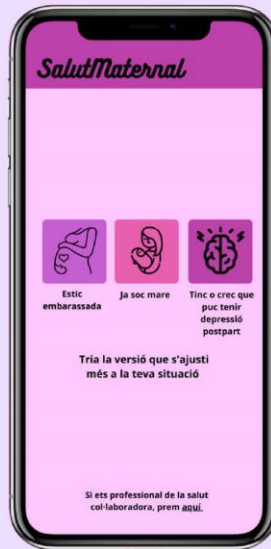 SalutMaternal
Estic
embarassada
Ja soc mare
Tinc o crec que
puc tenir
depressió
postpart
Tria la versió que s'ajusti
més a la teva situació
Si ets professional de la salut
col·laboradora, prem aquí.